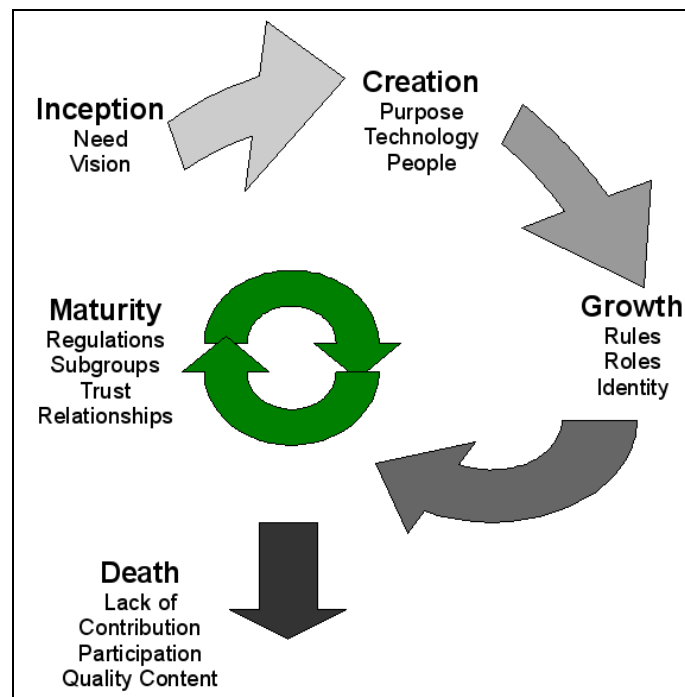 Inception
Need
Vision
Creation
Purpose
Technology
People
Growth
Rules
Roles
Identity
Maturity
Regulations
Subgroups
Trust
Relationships
Death
Lack of
Contribution
Participation
Quality Content